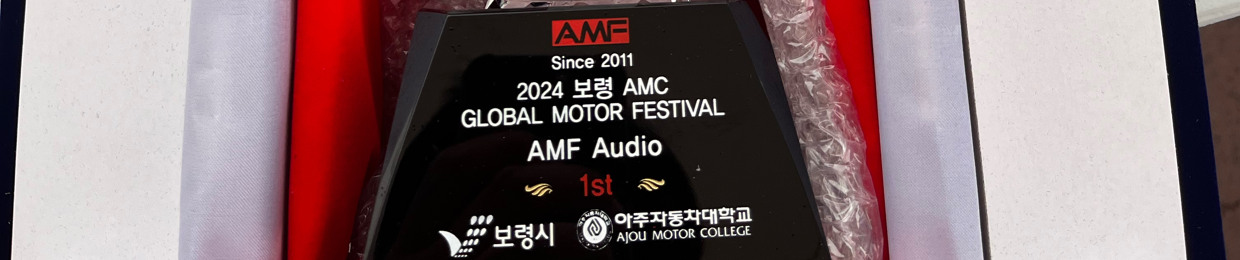 AMF
Since 2011
2024 보령 AMC
GLOBAL MOTOR FESTIVAL
AMF Audio
1st
보령시
아주자동차대학교
AJOU MOTOR COLLEGE